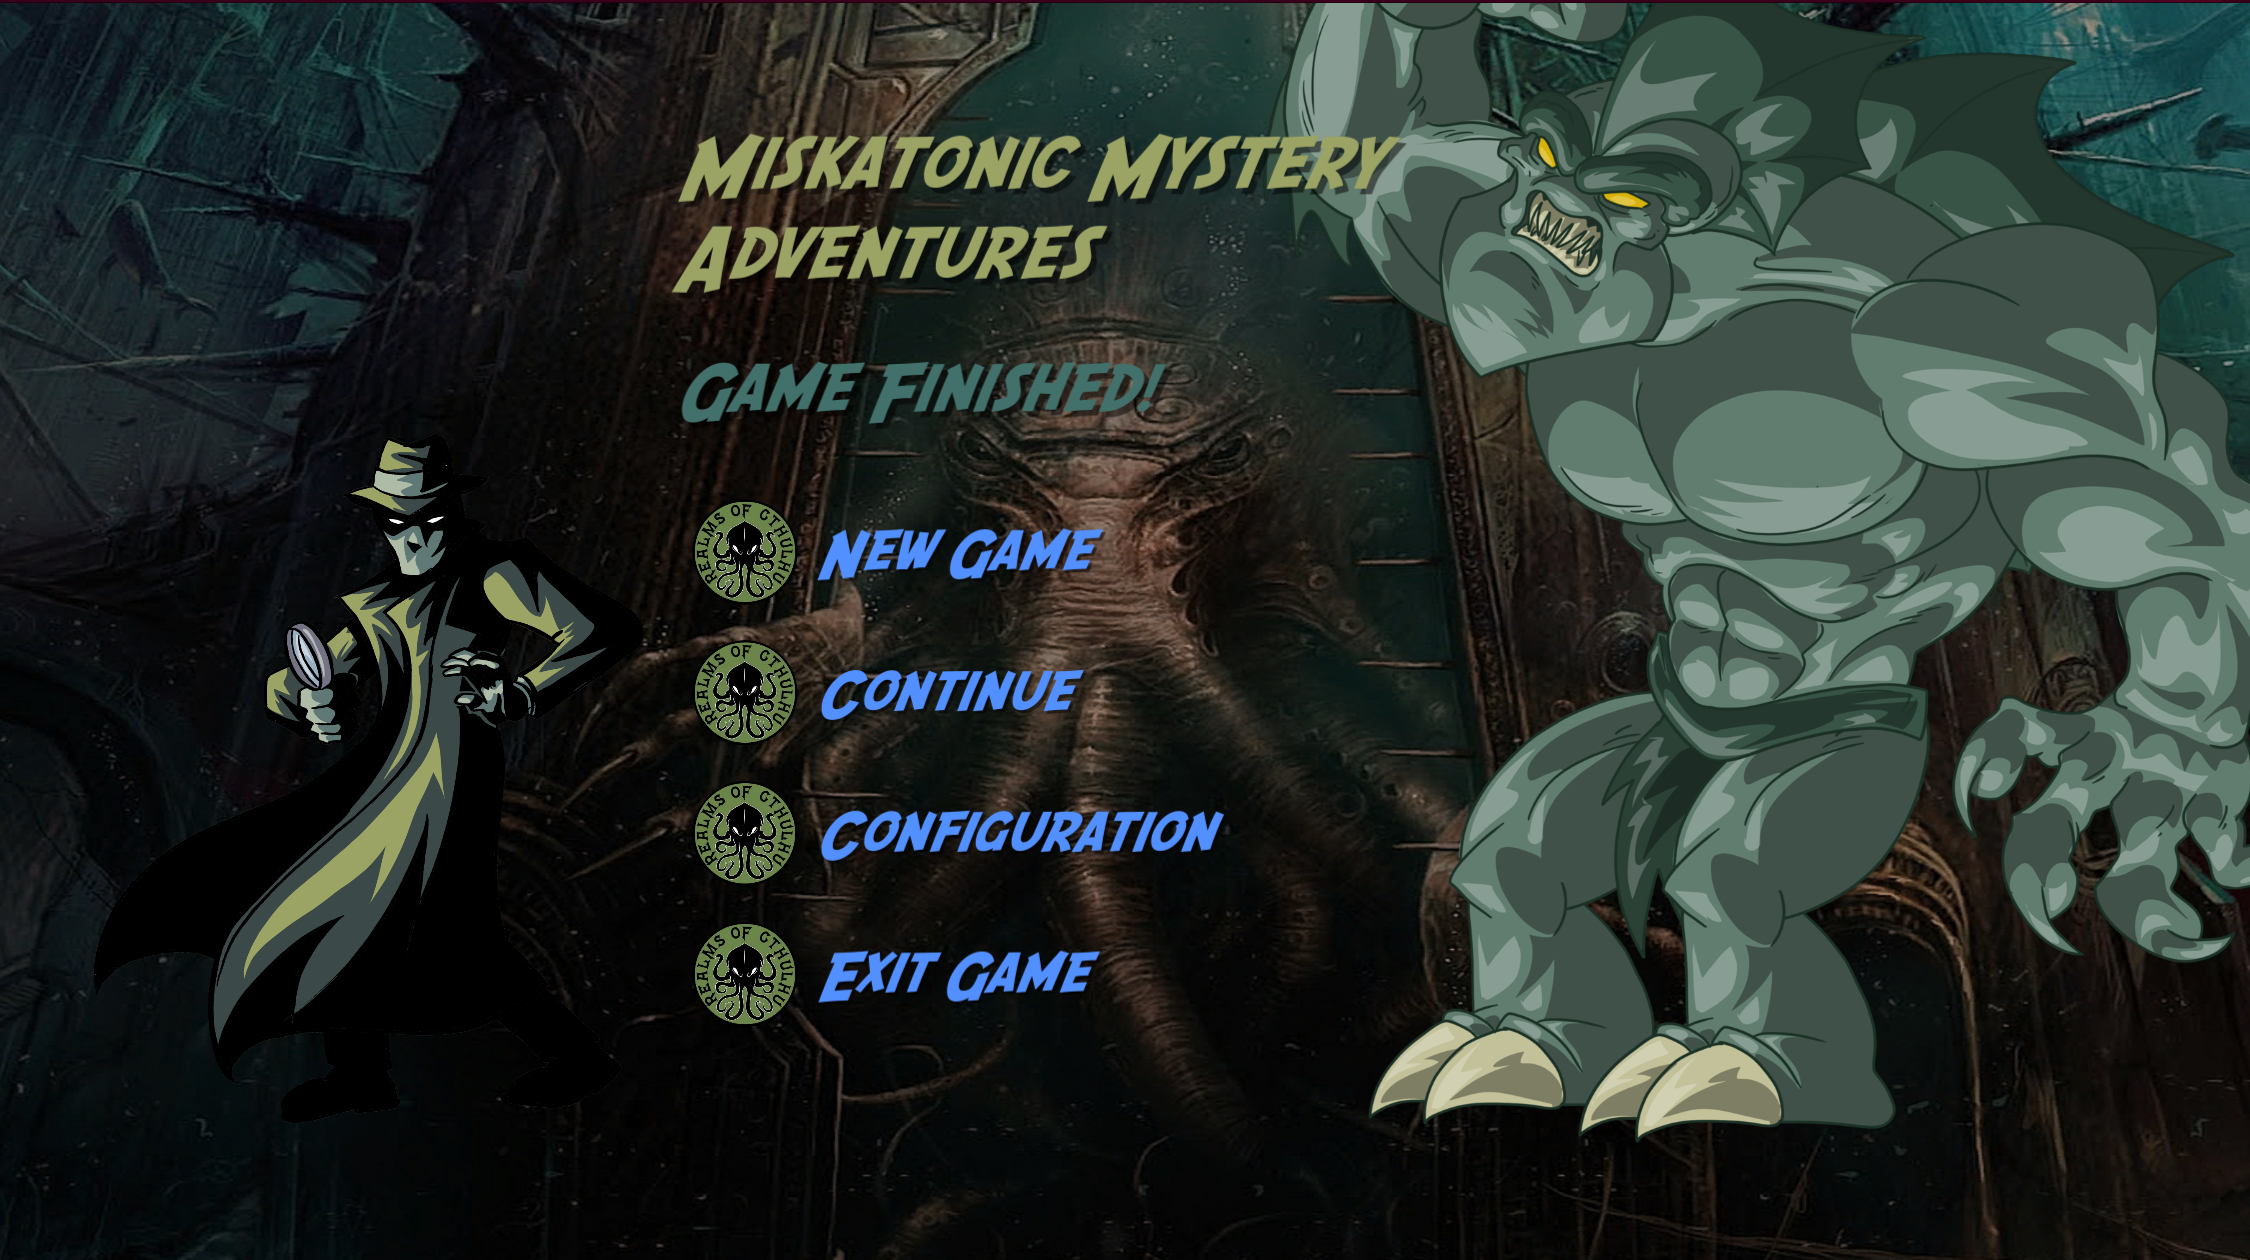 Miskatonic Mystery
Adventures
Game Finished!
REALMS OF CTHULHU
New Game
REALMS OF CTHULHU
Continue
REALMS OF CTHULHU
Configuration
REALMS OF CTHULHU
Exit Game